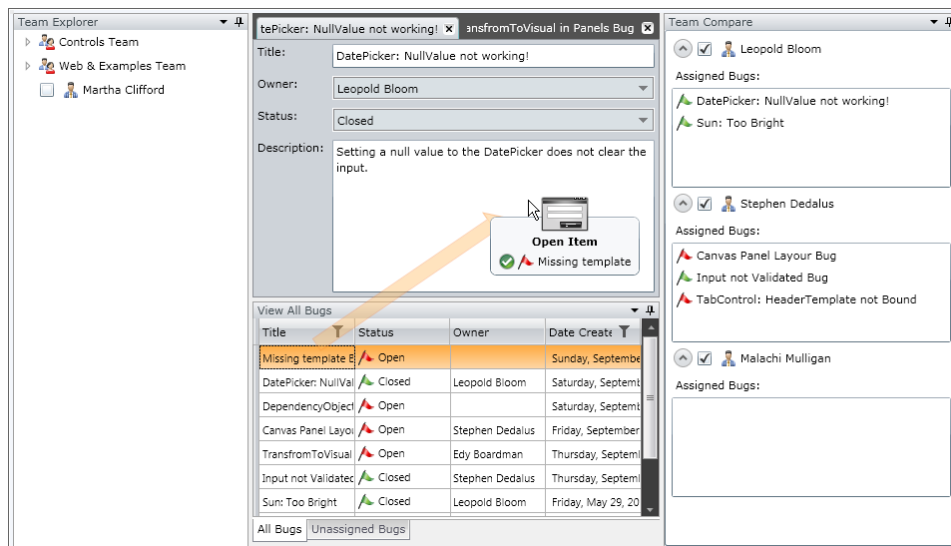 Team Explorer
Controls Team
Web & Examples Team
Martha Clifford
tePicker: NullValue not working!
ansfromToVisual in Panels Bug
Title:
DatePicker: NullValue not working!
Owner:
Leopold Bloom
Status:
Closed
Description:
Setting a null value to the DatePicker does not clear the
input.
Open Item
Missing template
View All Bugs
Title Status Owner Date Create
Missing template B Open Sunday, Septembe
DatePicker: NullVal Closed Leopold Bloom Saturday, Septemb
DependencyObject Open Saturday, Septemb
Canvas Panel Layou Open Stephen Dedalus Friday, September
TransfromToVisual Open Edy Boardman Thursday, Septeml
Input not Validated Closed Stephen Dedalus Thursday, Septeml
Sun: Too Bright Closed Leopold Bloom Friday, May 29, 20
All Bugs Unassigned Bugs
Team Compare
Leopold Bloom
Assigned Bugs:
DatePicker: NullValue not working!
Sun: Too Bright
Stephen Dedalus
Assigned Bugs:
Canvas Panel Layour Bug
Input not Validated Bug
TabControl: HeaderTemplate not Bound
Malachi Mulligan
Assigned Bugs: